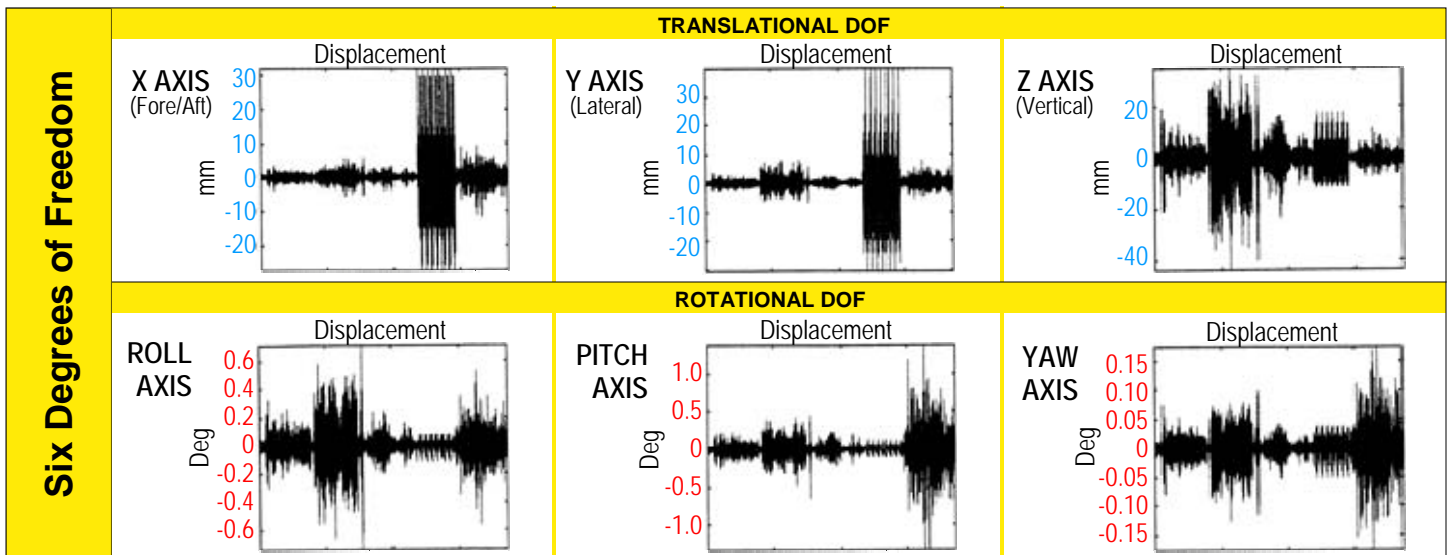 Six Degrees of Freedom
TRANSLATIONAL DOF
Displacement
X AXIS
(Fore/Aft)
mm
30
20
10
0
-10
-20
Displacement
Y AXIS
(Lateral)
mm
30
20
10
0
-10
-20
Displacement
Z AXIS
(Vertical)
mm
20
0
-20
-40
ROTATIONAL DOF
Displacement
ROLL
AXIS
Deg
0.6
0.4
0.2
0
-0.2
-0.4
-0.6
Displacement
PITCH
AXIS
Deg
1.0
0.5
0
-0.5
-1.0
Displacement
YAW
AXIS
Deg
0.15
0.10
0.05
0
-0.05
-0.10
-0.15